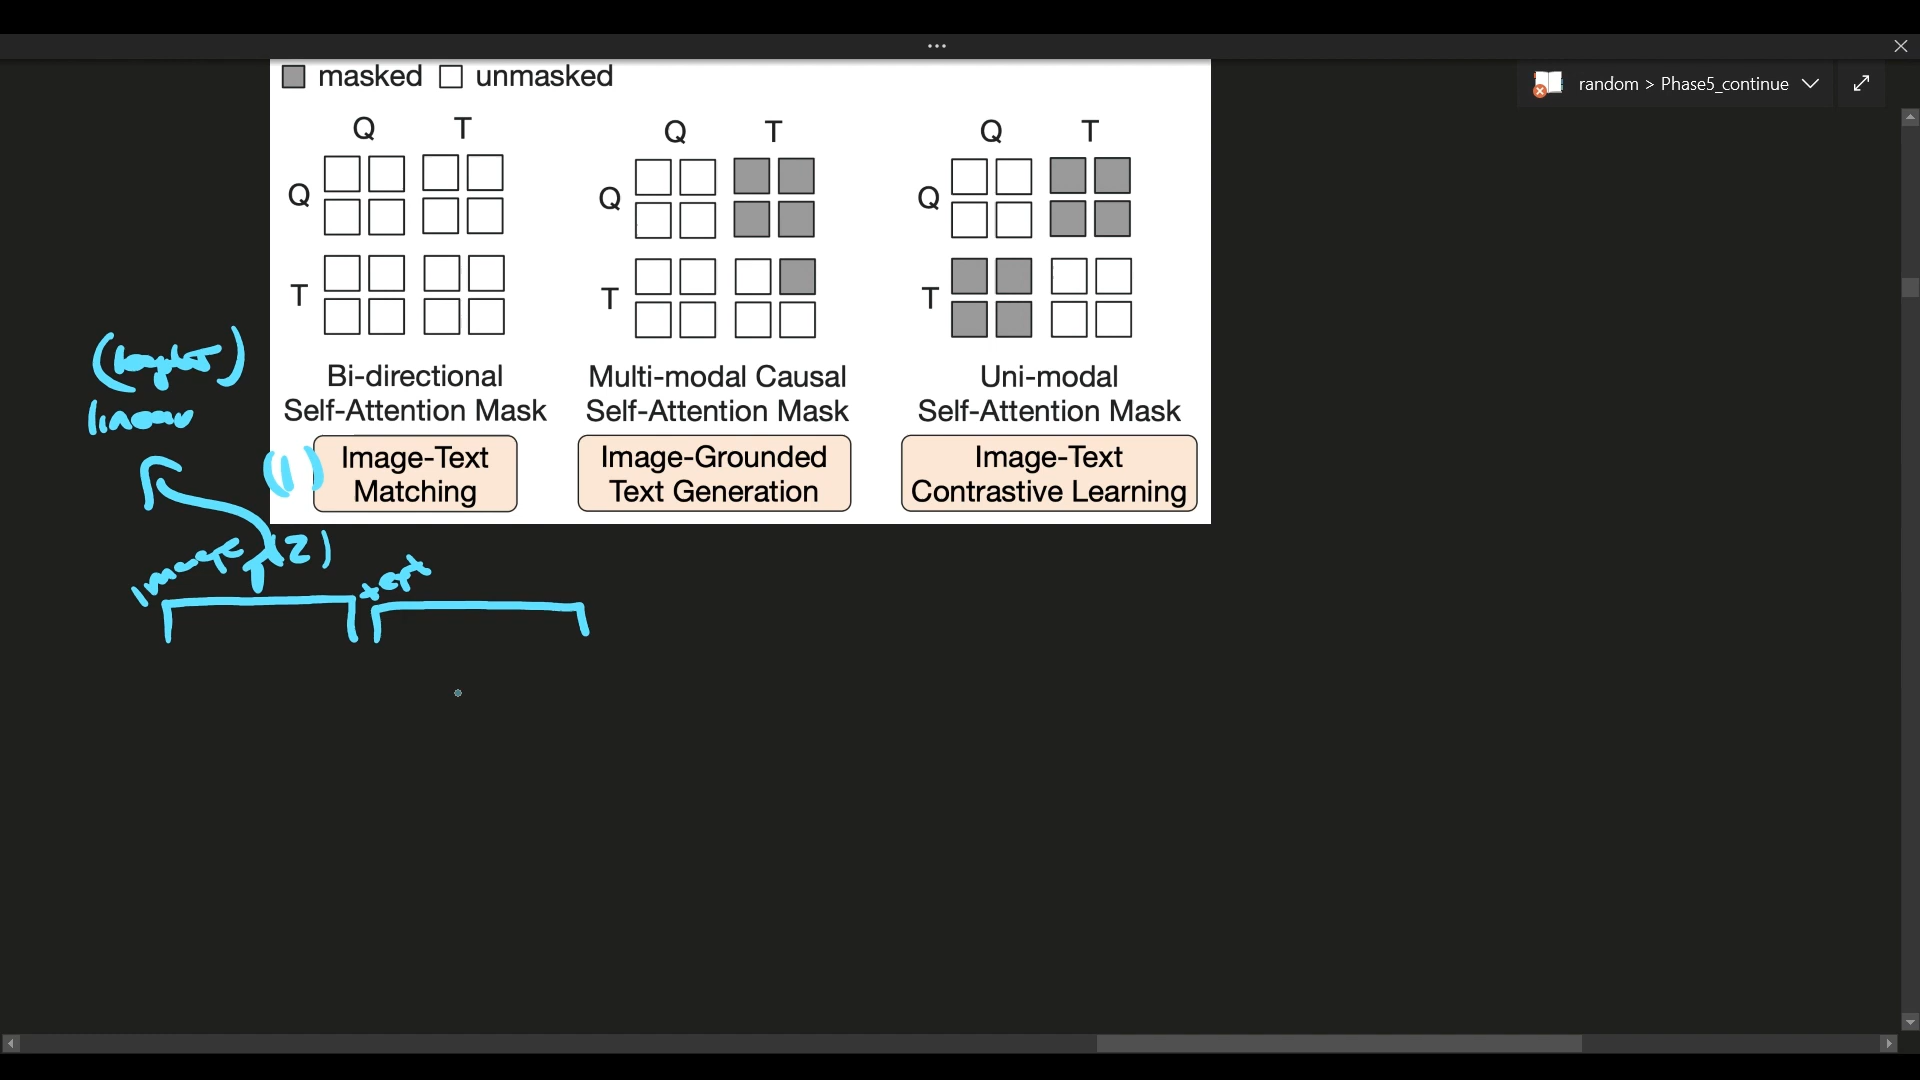 random > Phase5_continue
masked unmasked
Q T
Q
T
Bi-directional
Self-Attention Mask
Image-Text
Matching
Q T
Q
T
Multi-modal Causal
Self-Attention Mask
Image-Grounded
Text Generation
Q T
Q
T
Uni-modal
Self-Attention Mask
Image-Text
Contrastive Learning
linear
(1)
image (2)
text